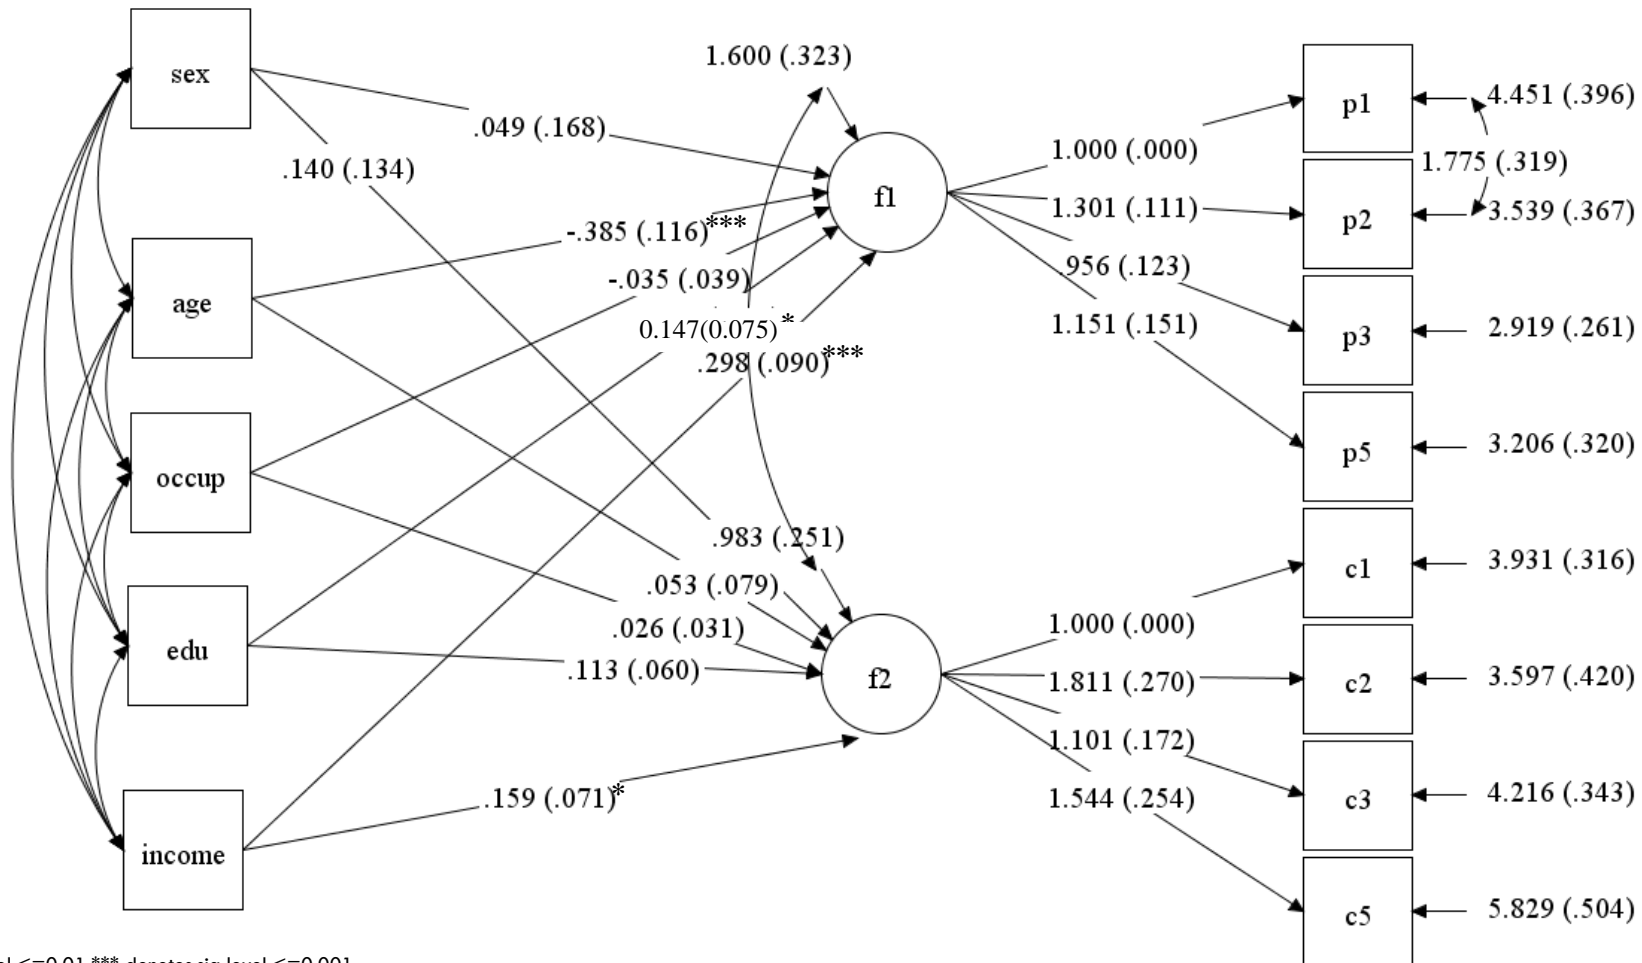 1.600 (.323)
sex
.049 (.168)
.140 (.134)
f1
p1
4.451 (.396)
1.000 (.000)
1.775 (.319)
1.301 (.111)
p2
3.539 (.367)
-.385 (.116)***
.956 (.123)
age
-.035 (.039)
0.147(0.075)*
1.151 (.151)
p3
2.919 (.261)
.298 (.090)***
p5
3.206 (.320)
occup
.983 (.251)
c1
3.931 (.316)
.053 (.079)
.026 (.031)
1.000 (.000)
edu
.113 (.060)
f2
1.811 (.270)
c2
3.597 (.420)
1.101 (.172)
.159 (.071)*
1.544 (.254)
c3
4.216 (.343)
income
c5
5.829 (.504)
<=0.01 *** denotes sig level <=0.001